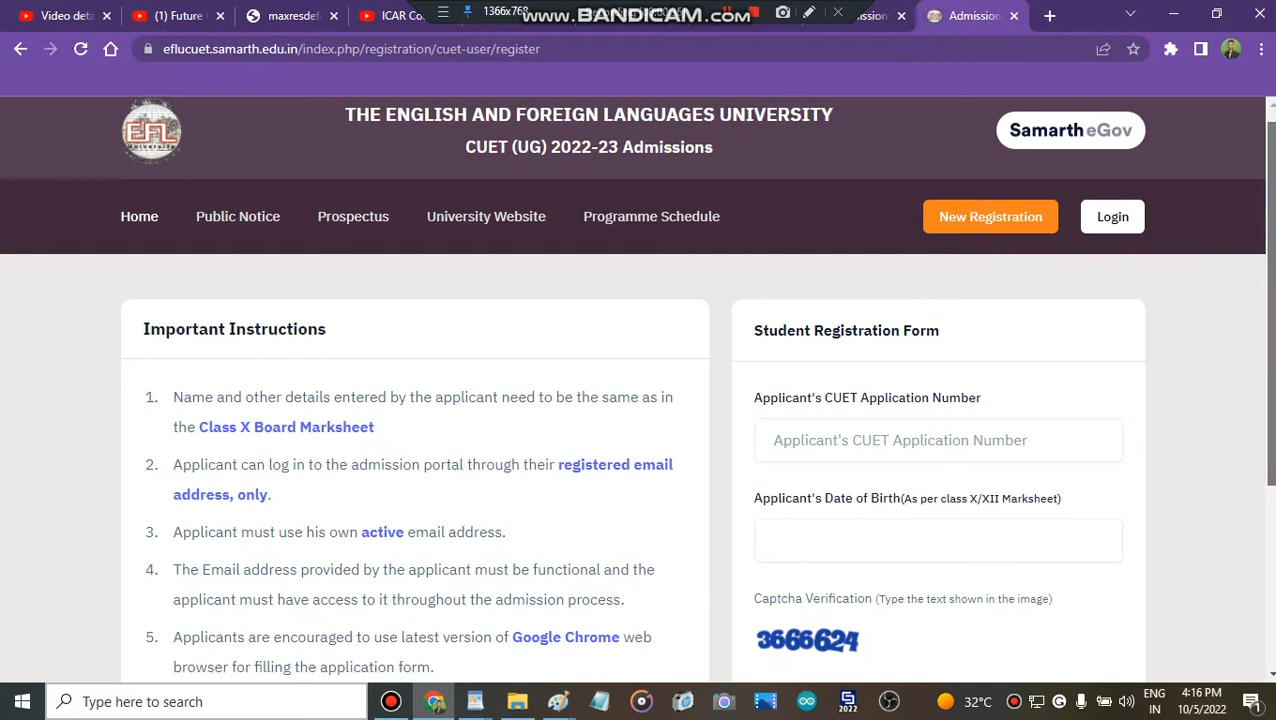 Video deta
(1) Future
maxresdef
ICAR Co
1366x768
www.BANDICAM.com
Admission
eflucuet.samarth.edu.in/index.php/registration/cuet-user/register
EFL
THE ENGLISH AND FOREIGN LANGUAGES UNIVERSITY
CUET (UG) 2022-23 Admissions
Samarth eGov
Home Public Notice Prospectus University Website Programme Schedule New Registration Login
Important Instructions
1. Name and other details entered by the applicant need to be the same as in
the Class X Board Marksheet
2. Applicant can log in to the admission portal through their registered email
address, only.
3. Applicant must use his own active email address.
4. The Email address provided by the applicant must be functional and the
applicant must have access to it throughout the admission process.
5. Applicants are encouraged to use latest version of Google Chrome web
browser for filling the application form.
Student Registration Form
Applicant's CUET Application Number
Applicant's CUET Application Number
Applicant's Date of Birth(As per class X/XII Marksheet)
Captcha Verification (Type the text shown in the image)
3666624
Type here to search
2022
32°C
ENG
IN
4:16 PM
10/5/2022
1